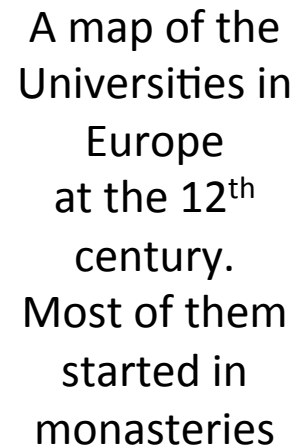 A map of the
Universities in
Europe
at the 12th
century.
Most of them
started in
monasteries